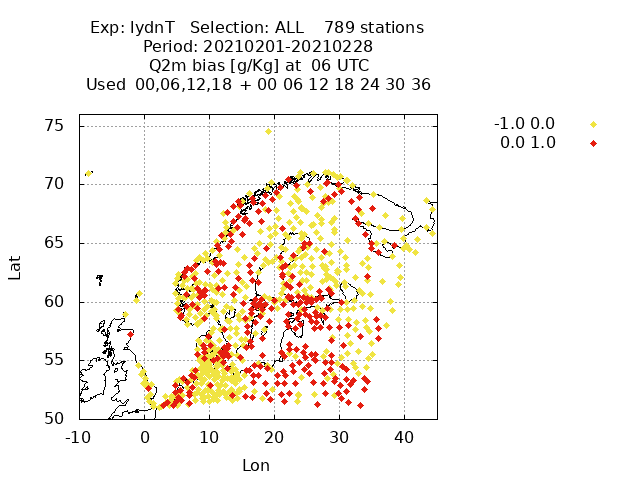 Exp: lydnT   Selection: ALL    789 stations
Period: 20210201-20210228
Q2m bias [g/Kg] at  06 UTC
Used  00,06,12,18 + 00 06 12 18 24 30 36
-1.0 0.0
0.0 1.0
75
70
65
60
55
50
Lat
-10 0 10 20 30 40
Lon